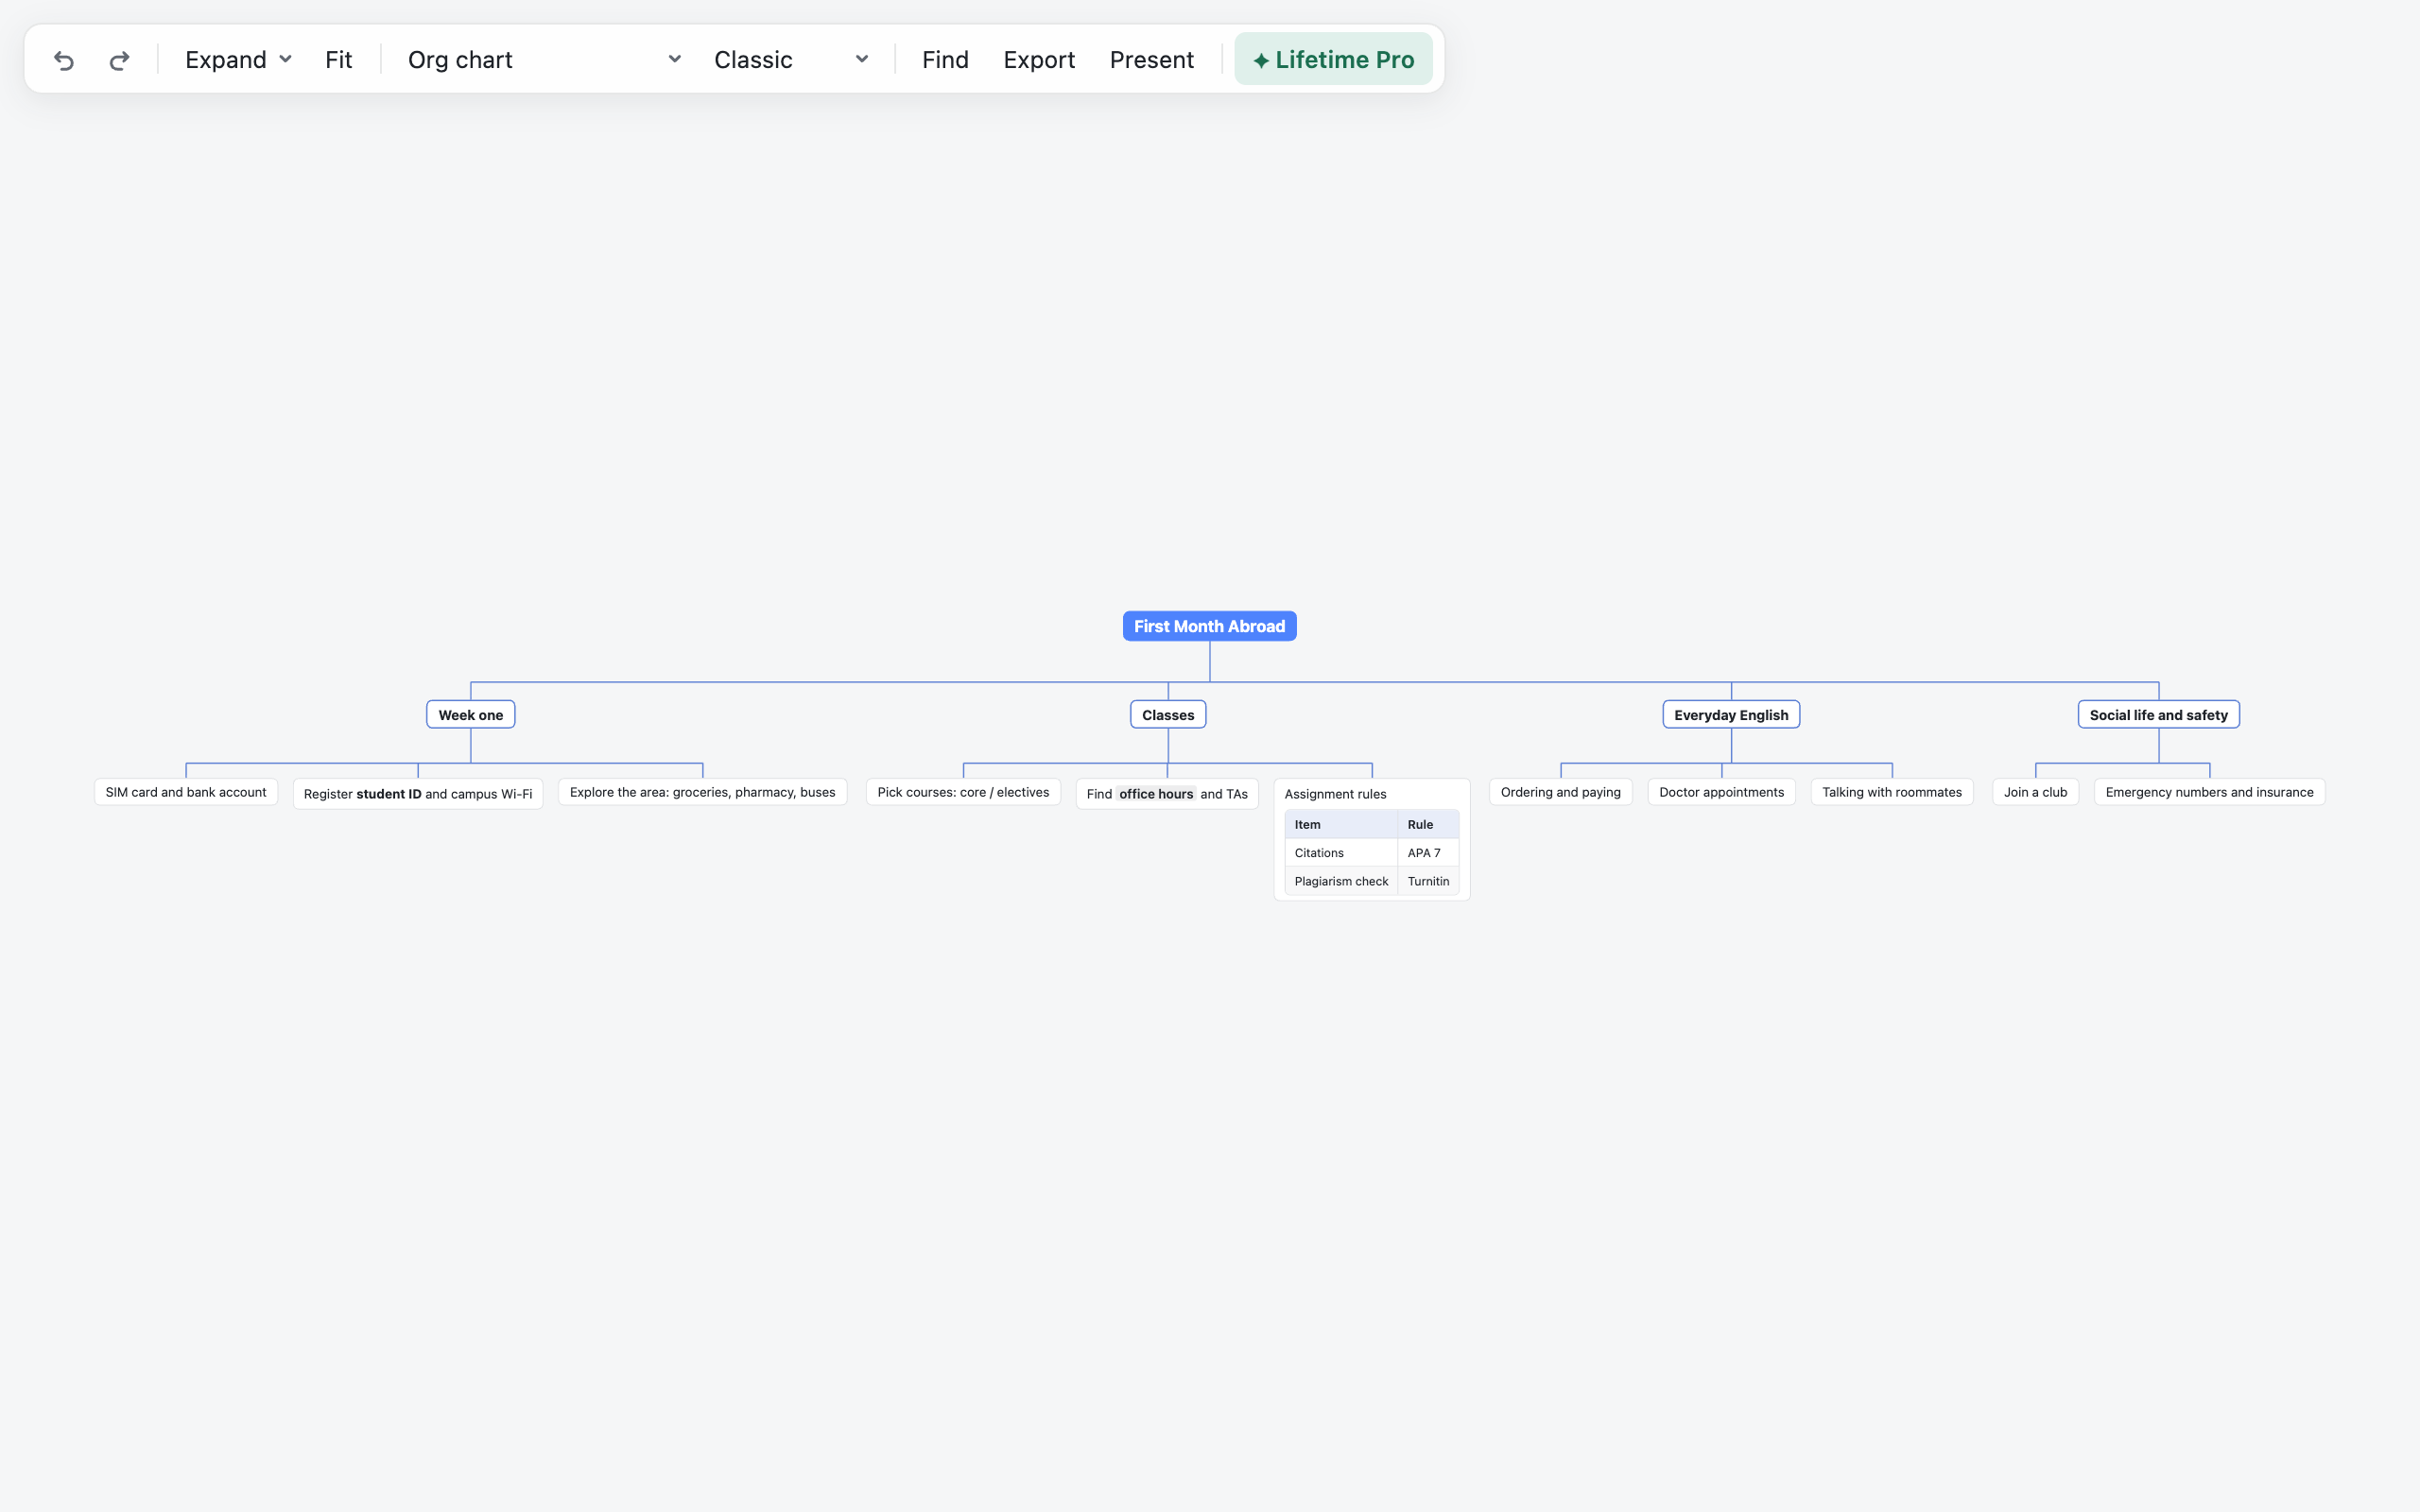 Expand Fit Org chart Classic Find Export Present Lifetime Pro
First Month Abroad
Week one Classes Everyday English Social life and safety
SIM card and bank account Register student ID and campus Wi-Fi Explore the area: groceries, pharmacy, buses Pick courses: core / electives Find office hours and TAs Assignment rules Ordering and paying Doctor appointments Talking with roommates Join a club Emergency numbers and insurance
Item Rule
Citations APA 7
Plagiarism check Turnitin